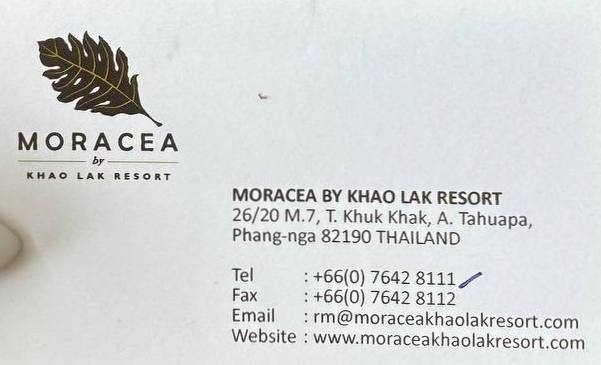 MORACEA
by
KHAO LAK RESORT
MORACEA BY KHAO LAK RESORT
26/20 M.7, T. Khuk Khak, A. Tahuapa,
Phang-nga 82190 THAILAND
Tel : +66(0) 7642 8111
Fax : +66(0) 7642 8112
Email : rm@moraceakhaolakresort.com
Website : www.moraceakhaolakresort.com